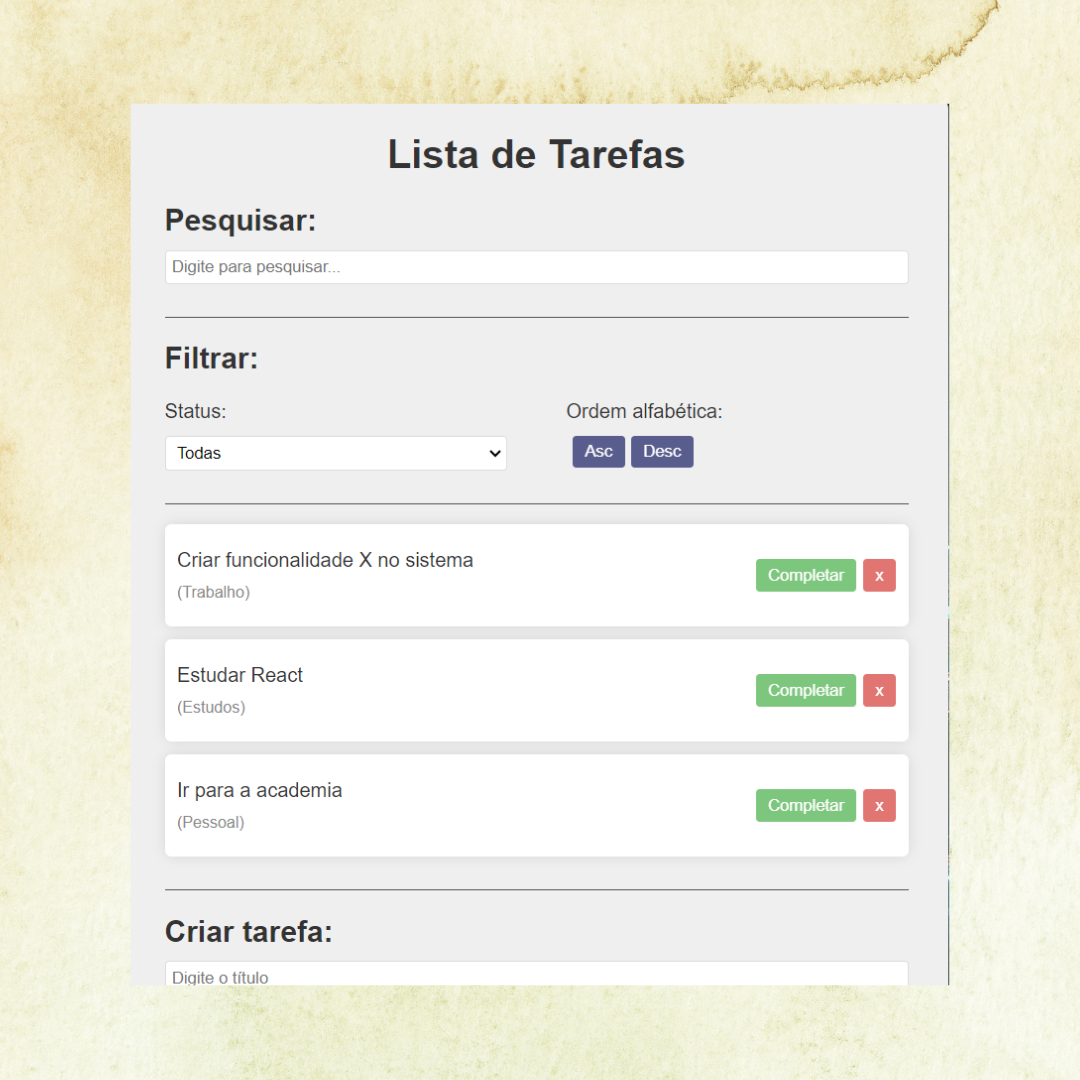 Lista de Tarefas
Pesquisar:
Digite para pesquisar...
Filtrar:
Status:
Ordem alfabética:
Todas
Asc
Desc
Criar funcionalidade X no sistema
(Trabalho)
Completar
x
Estudar React
(Estudos)
Completar
x
Ir para a academia
(Pessoal)
Completar
x
Criar tarefa:
Digite o título